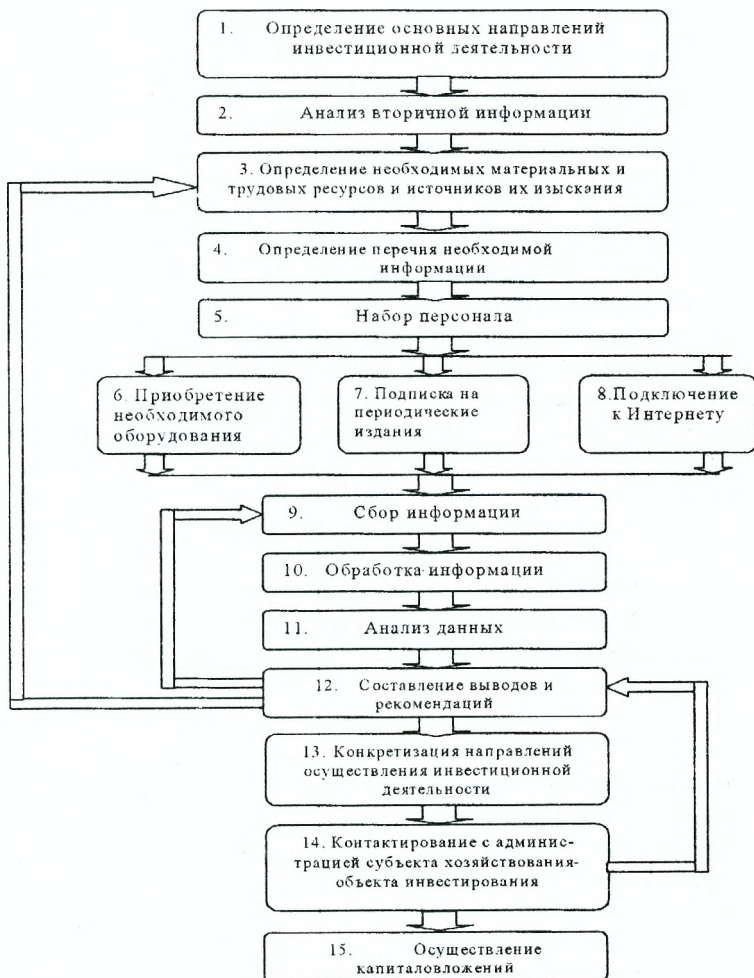 1. Определение основных направлений
инвестиционной деятельности
2. Анализ вторичной информации
3. Определение необходимых материальных и
трудовых ресурсов и источников их изыскания
4. Определение перечня необходимой
информации
5. Набор персонала
6. Приобретение
необходимого
оборудования
7. Подписка на
периодические
издания
8.Подключение
к Интернету
9. Сбор информации
10. Обработка информации
11. Анализ данных
12. Составление выводов и
рекомендаций
13. Конкретизация направлений
осуществления инвестиционной
деятельности
14. Контактирование с админис-
трацией субъекта хозяйствования-
объекта инвестирования
15. Осуществление
капиталовложений